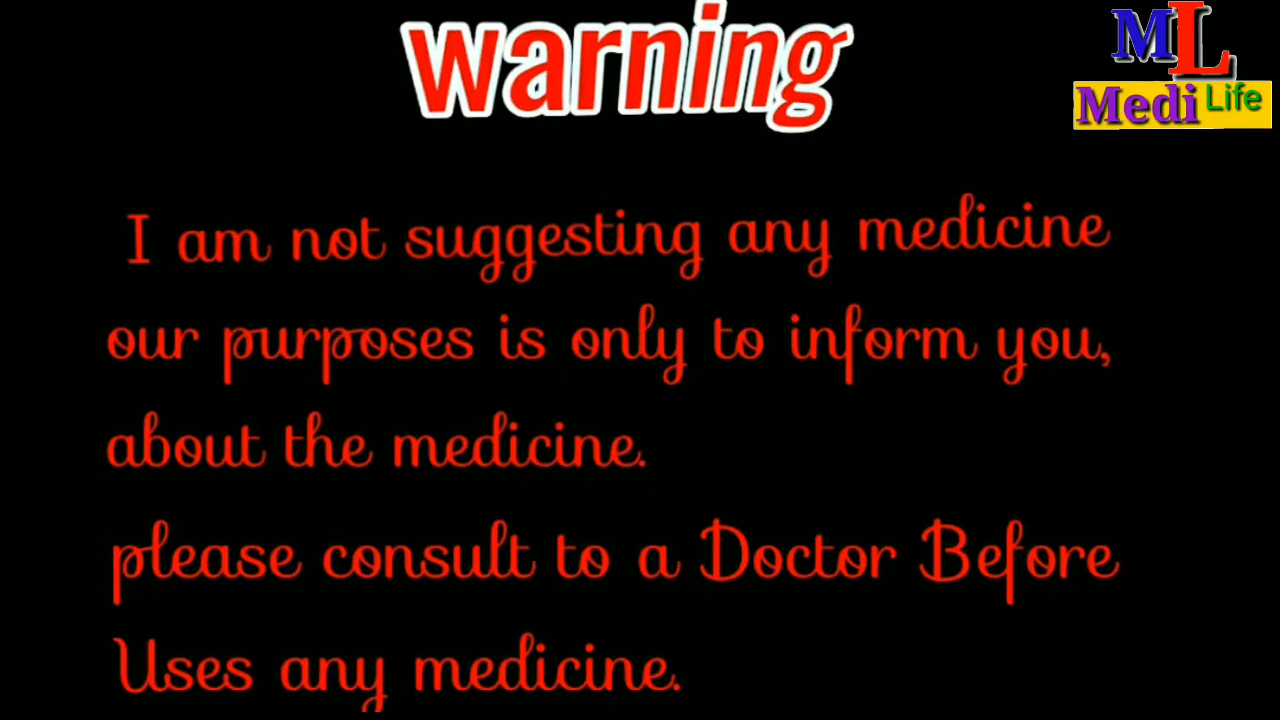 warning
ML
Medi Life
I am not suggesting any medicine
our purposes is only to inform you,
about the medicine.
please consult to a Doctor Before
Uses any medicine.